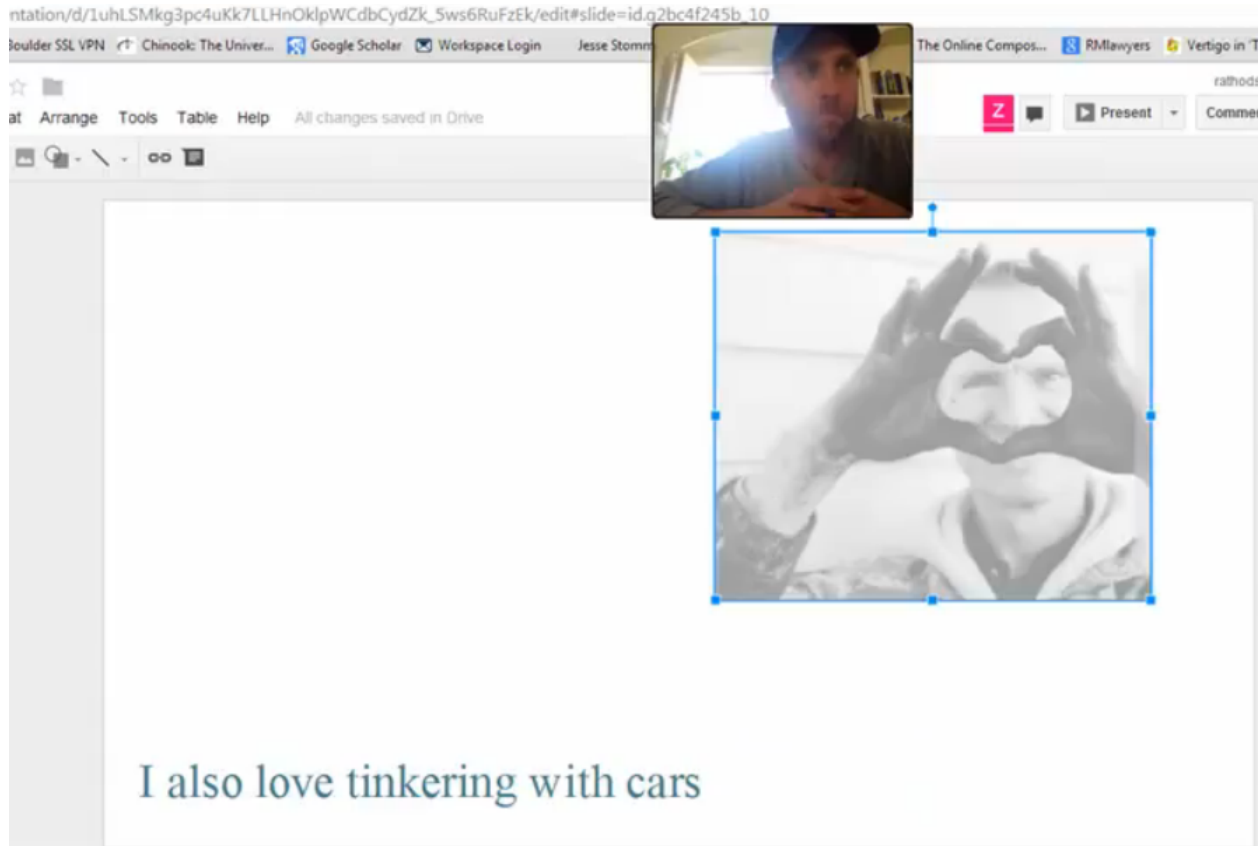 ntation/d/1uhLSMkg3pc4uKk7LLHnOklpWCdbCydZk_5ws6RuFzEk/edit#slide=id.g2bc4f245b_10
Boulder SSL VPN Chinook: The Univer... Google Scholar Workspace Login Jesse Stomm The Online Compos... 8 RMlawyers Vertigo in 'T
rathods
at Arrange Tools Table Help All changes saved in Drive Z Present Comme
I also love tinkering with cars